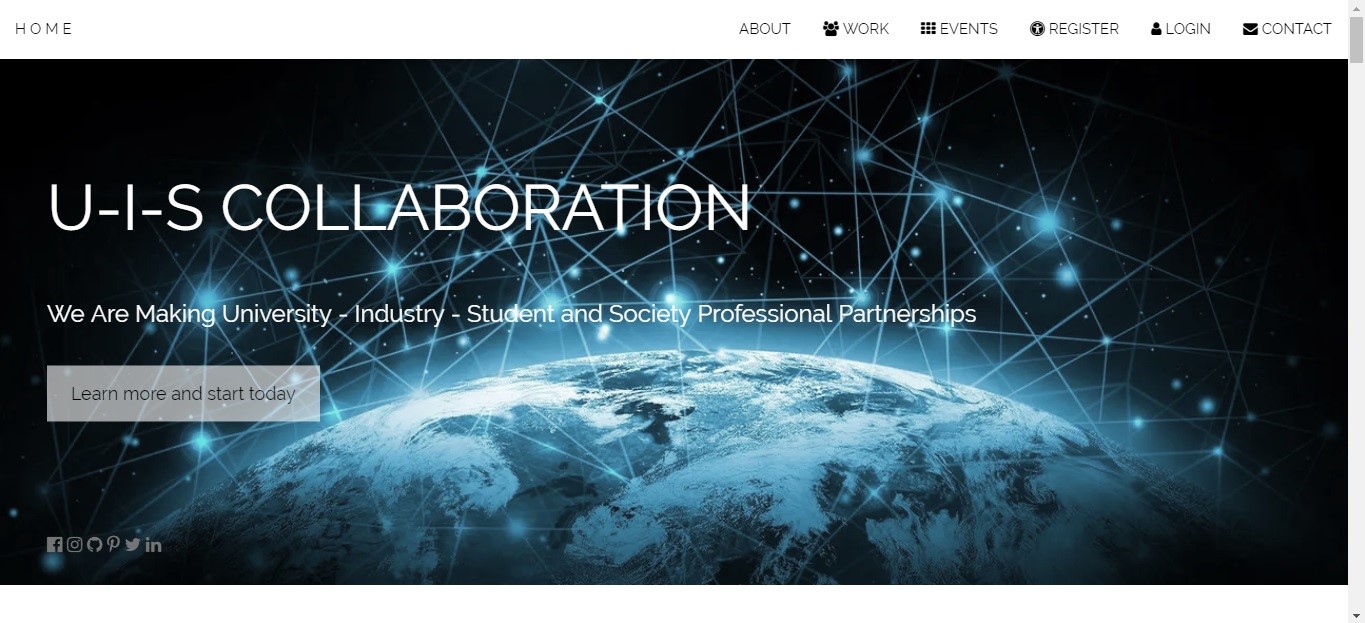 H O M E
ABOUT WORK EVENTS REGISTER LOGIN CONTACT
U-I-S COLLABORATION
We Are Making University - Industry - Student and Society Professional Partnerships
Learn more and start today